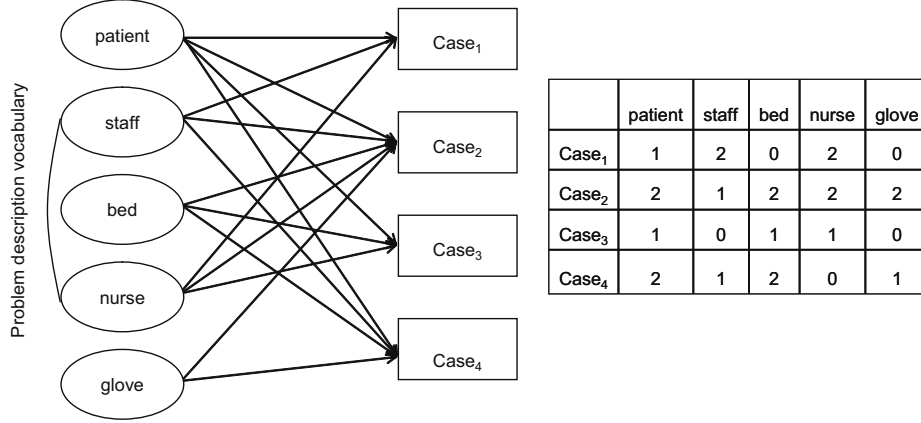 Problem description vocabulary
patient
staff
bed
nurse
glove
Case₁
Case₂
Case₃
Case₄
patient staff bed nurse glove
Case₁ 1 2 0 2 0
Case₂ 2 1 2 2 2
Case₃ 1 0 1 1 0
Case₄ 2 1 2 0 1